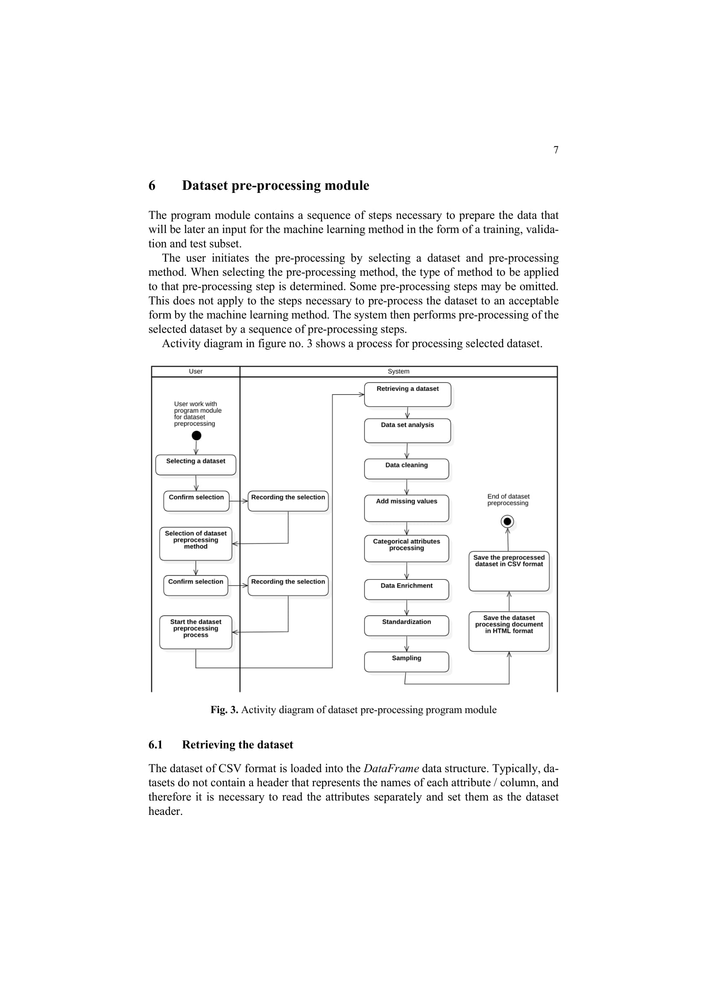 7
6 Dataset pre-processing module
The program module contains a sequence of steps necessary to prepare the data that
will be later an input for the machine learning method in the form of a training, valida-
tion and test subset.
The user initiates the pre-processing by selecting a dataset and pre-processing
method. When selecting the pre-processing method, the type of method to be applied
to that pre-processing step is determined. Some pre-processing steps may be omitted.
This does not apply to the steps necessary to pre-process the dataset to an acceptable
form by the machine learning method. The system then performs pre-processing of the
selected dataset by a sequence of pre-processing steps.
Activity diagram in figure no. 3 shows a process for processing selected dataset.
User
System
User work with
program module
for dataset
preprocessing
Selecting a dataset
Confirm selection
Recording the selection
Selection of dataset
preprocessing
method
Confirm selection
Recording the selection
Start the dataset
preprocessing
process
Retrieving a dataset
Data set analysis
Data cleaning
Add missing values
Categorical attributes
processing
Data Enrichment
Standardization
Sampling
Save the dataset
processing document
in HTML format
Save the preprocessed
dataset in CSV format
End of dataset
preprocessing
Fig. 3. Activity diagram of dataset pre-processing program module
6.1 Retrieving the dataset
The dataset of CSV format is loaded into the DataFrame data structure. Typically, da-
tasets do not contain a header that represents the names of each attribute / column, and
therefore it is necessary to read the attributes separately and set them as the dataset
header.